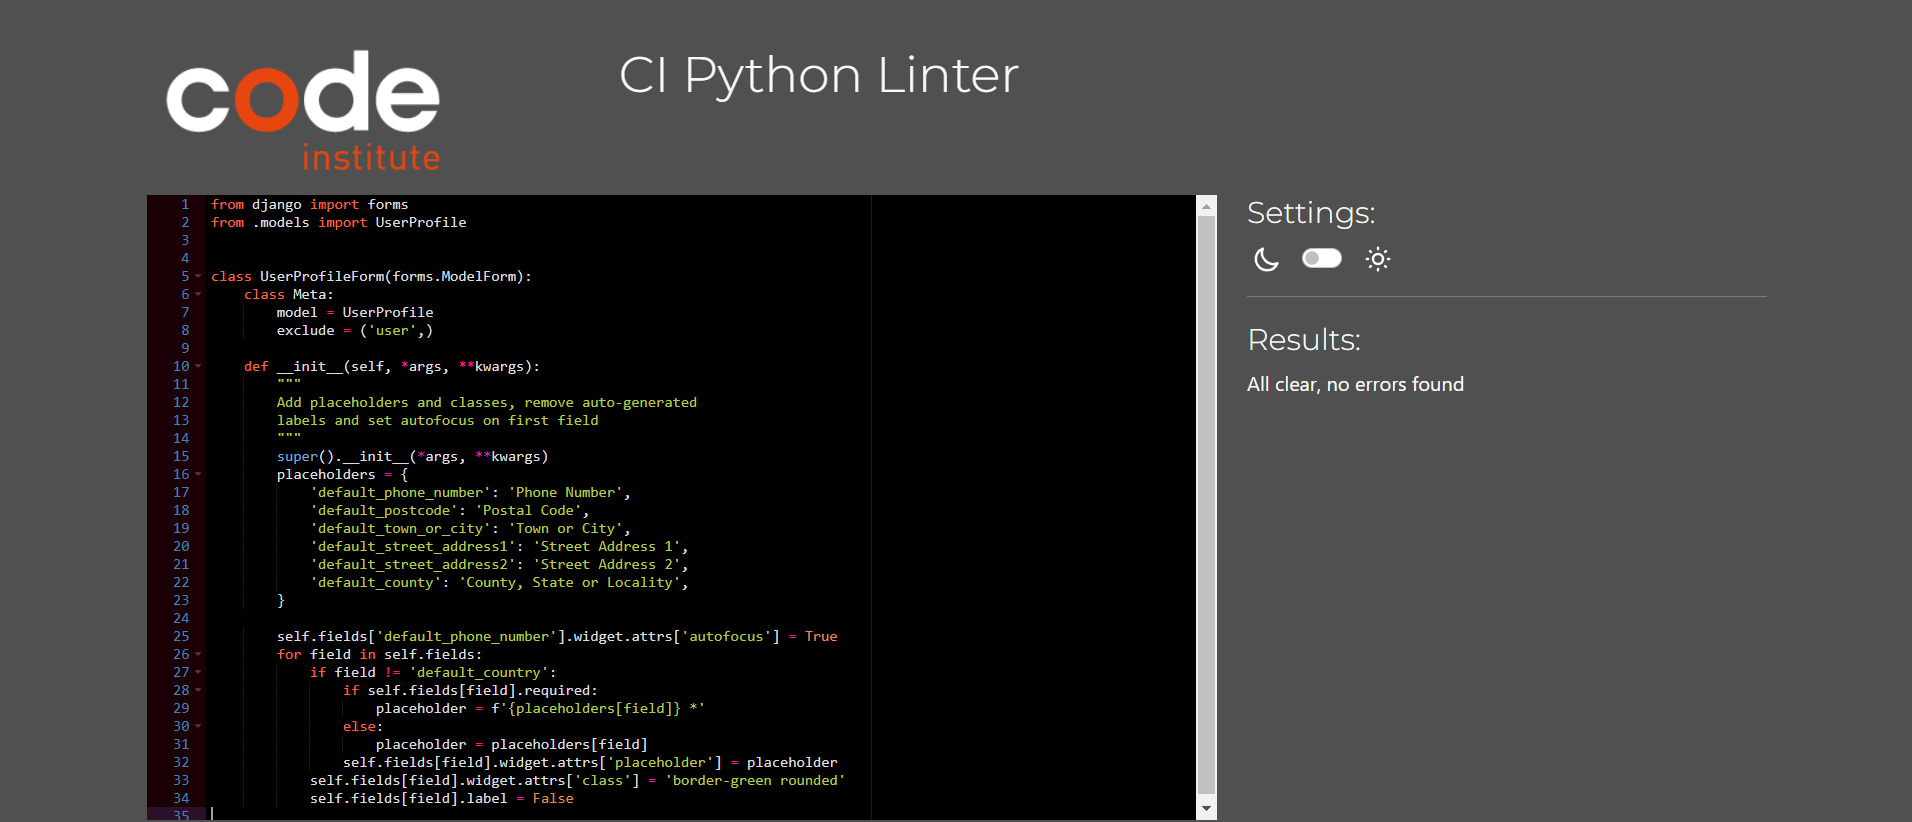 code
institute
CI Python Linter
1 from django import forms
2 from .models import UserProfile
3
4
5 class UserProfileForm(forms.ModelForm):
6     class Meta:
7         model = UserProfile
8         exclude = ('user',)
9
10     def __init__(self, *args, **kwargs):
11         """
12         Add placeholders and classes, remove auto-generated
13         labels and set autofocus on first field
14         """
15         super().__init__(*args, **kwargs)
16         placeholders = {
17             'default_phone_number': 'Phone Number',
18             'default_postcode': 'Postal Code',
19             'default_town_or_city': 'Town or City',
20             'default_street_address1': 'Street Address 1',
21             'default_street_address2': 'Street Address 2',
22             'default_county': 'County, State or Locality',
23         }
24
25         self.fields['default_phone_number'].widget.attrs['autofocus'] = True
26         for field in self.fields:
27             if field != 'default_country':
28                 if self.fields[field].required:
29                     placeholder = f'{placeholders[field]} *'
30                 else:
31                     placeholder = placeholders[field]
32                 self.fields[field].widget.attrs['placeholder'] = placeholder
33             self.fields[field].widget.attrs['class'] = 'border-green rounded'
34             self.fields[field].label = False
35
Settings:
Results:
All clear, no errors found